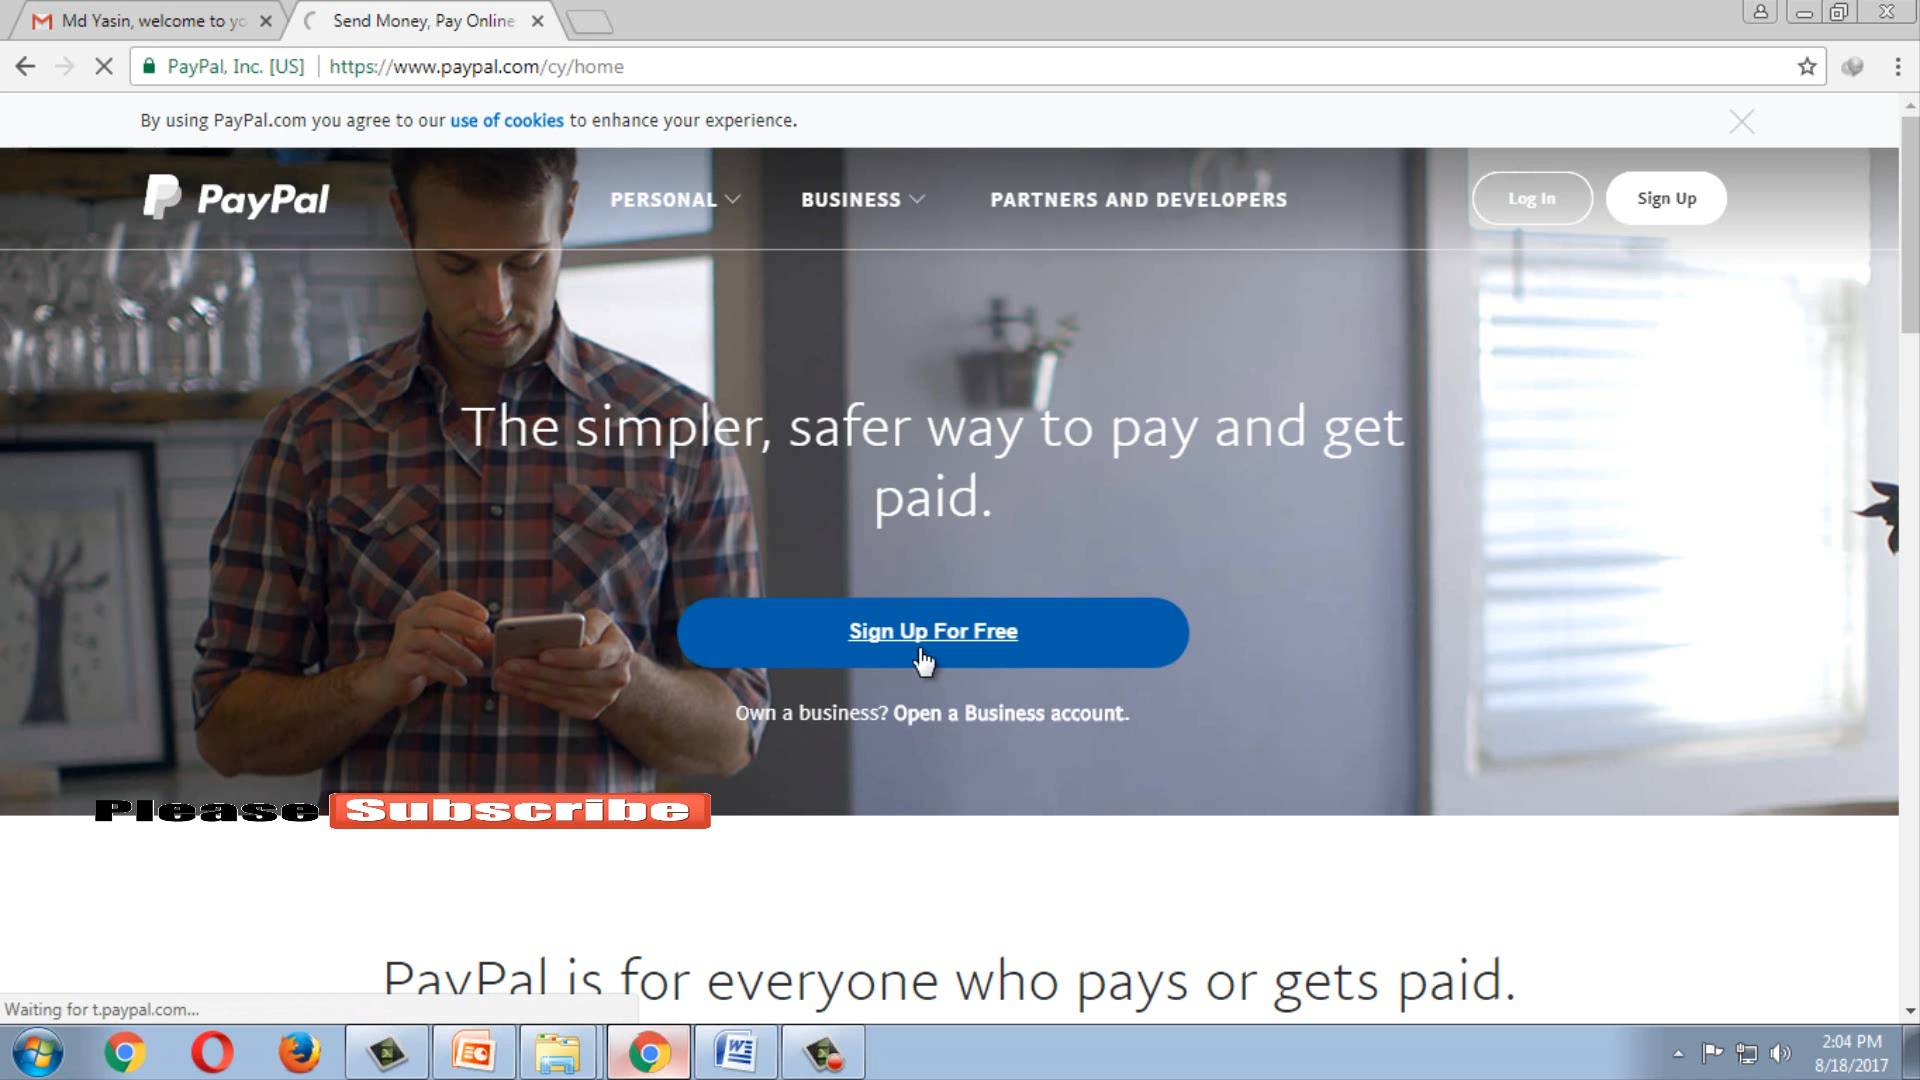 Md Yasin, welcome to yo
Send Money, Pay Online
PayPal, Inc. [US]
https://www.paypal.com/cy/home
By using PayPal.com you agree to our use of cookies to enhance your experience.
PayPal
PERSONAL
BUSINESS
PARTNERS AND DEVELOPERS
Log In
Sign Up
The simpler, safer way to pay and get
paid.
Sign Up For Free
Own a business? Open a Business account.
Please Subscribe
PayPal is for everyone who pays or gets paid.
Waiting for t.paypal.com...
2:04 PM
8/18/2017